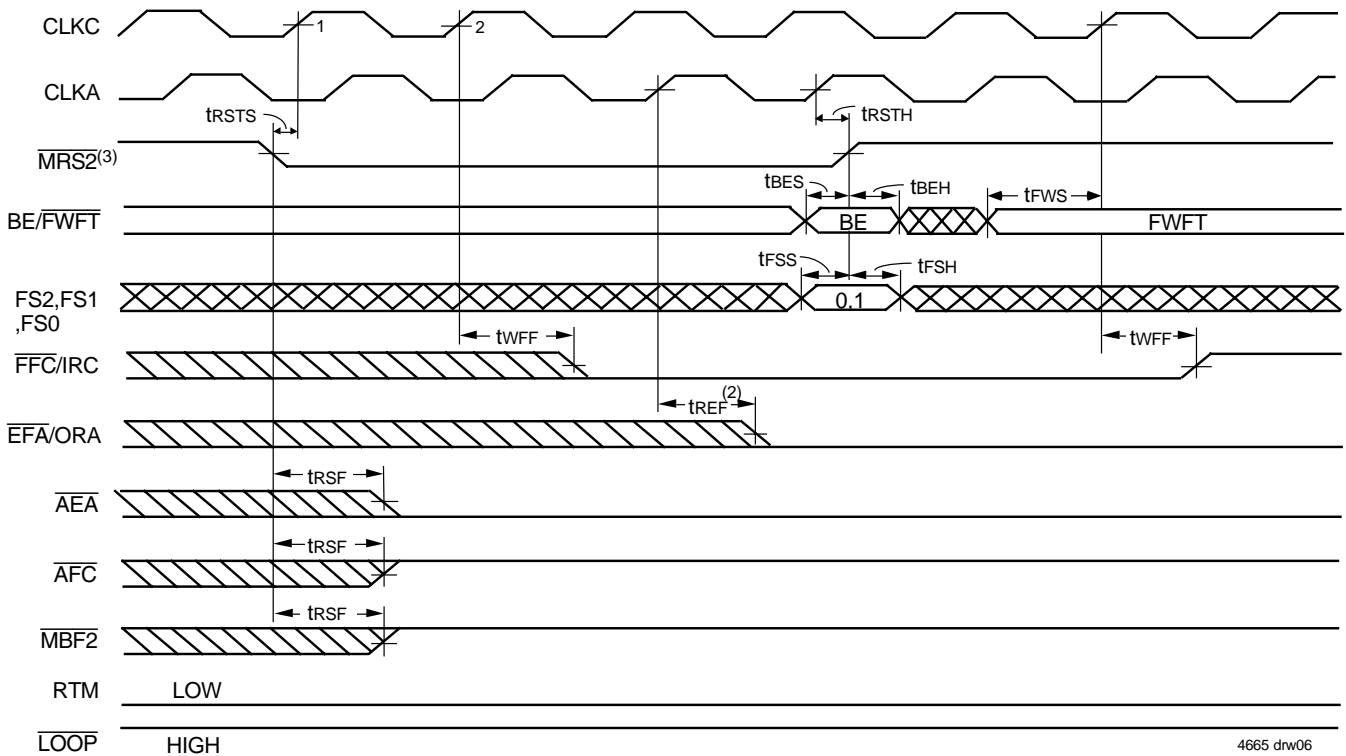 CLKC
1
2
CLKA
tRSTS
tRSTH
MRS2(3)
tBES
tBEH
tFWS
BE/FWFT
BE
FWFT
tFSS
tFSH
FS2,FS1
,FS0
0,1
tWFF
tWFF
FFC/IRC
tREF(2)
EFA/ORA
tRSF
AEA
tRSF
AFC
tRSF
MBF2
RTM
LOW
LOOP
HIGH
4665 drw06